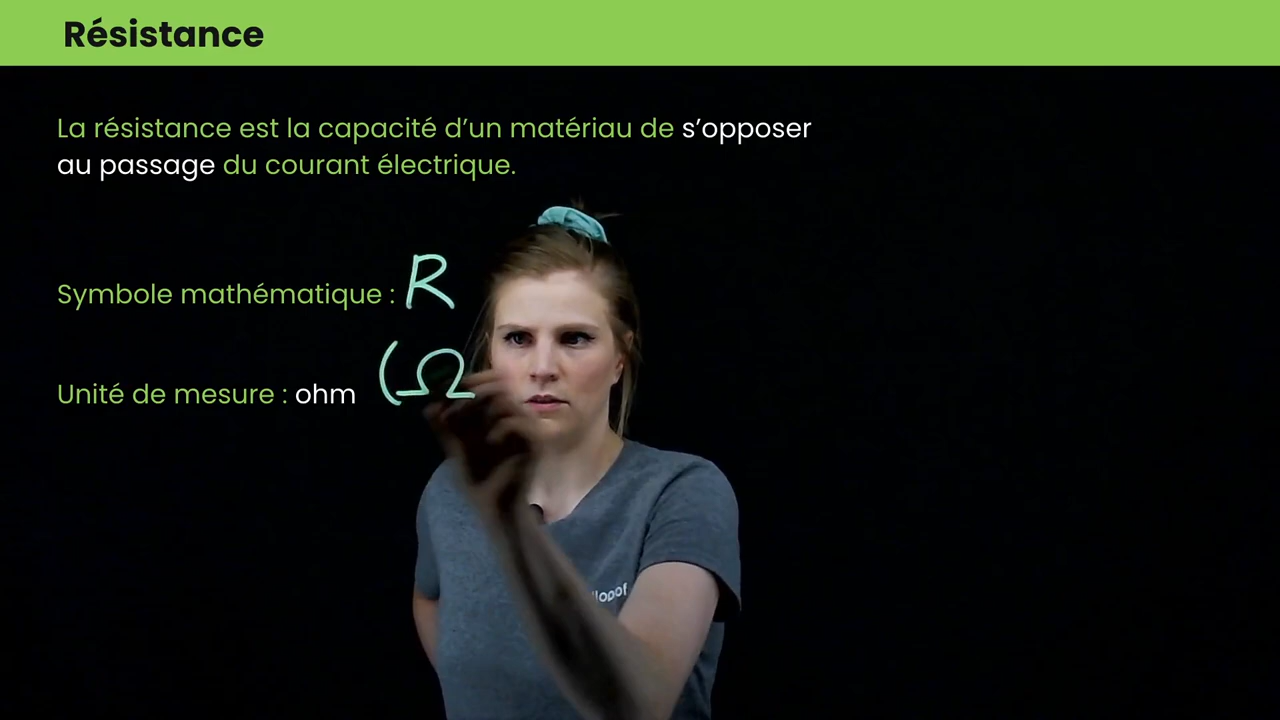 Résistance
La résistance est la capacité d’un matériau de s’opposer
au passage du courant électrique.
Symbole mathématique : R
Unité de mesure : ohm (Ω